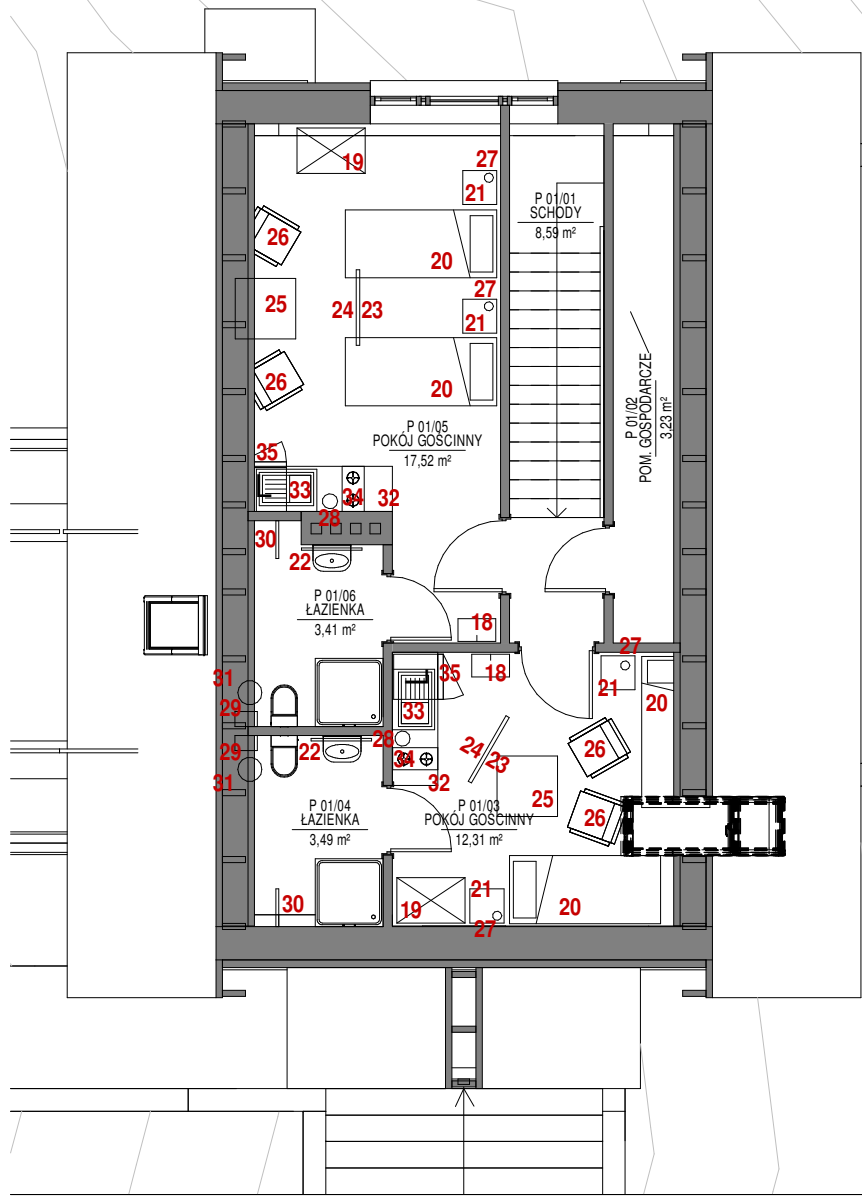 19
27
21
P 01/01
SCHODY
8,59 m²
26
20
25
24
23
27
21
26
20
P 01/02
POM. GOSPODARCZE
3,23 m²
P 01/05
POKÓJ GOŚCINNY
17,52 m²
35
33
34
32
28
30
22
P 01/06
ŁAZIENKA
3,41 m²
18
18
35
27
21
20
31
29
33
28
22
29
31
34
32
24
23
26
25
26
P 01/04
ŁAZIENKA
3,49 m²
P 01/03
POKÓJ GOŚCINNY
12,31 m²
30
19
21
27
20